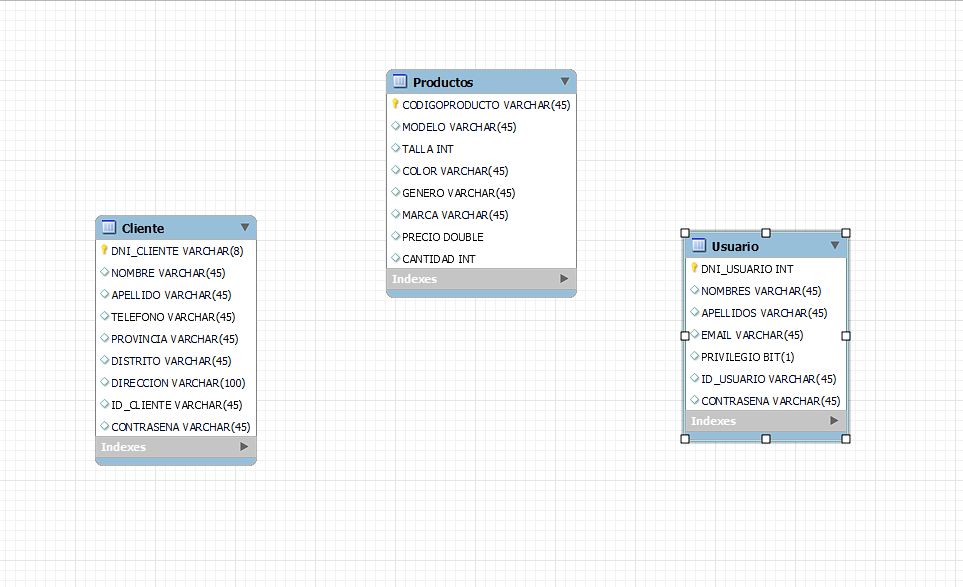 Productos
CODIGOPRODUCTO VARCHAR(45)
MODELO VARCHAR(45)
TALLA INT
COLOR VARCHAR(45)
GENERO VARCHAR(45)
MARCA VARCHAR(45)
PRECIO DOUBLE
CANTIDAD INT
Indexes
Cliente
DNI_CLIENTE VARCHAR(8)
NOMBRE VARCHAR(45)
APELLIDO VARCHAR(45)
TELEFONO VARCHAR(45)
PROVINCIA VARCHAR(45)
DISTRITO VARCHAR(45)
DIRECCION VARCHAR(100)
ID_CLIENTE VARCHAR(45)
CONTRASENA VARCHAR(45)
Indexes
Usuario
DNI_USUARIO INT
NOMBRES VARCHAR(45)
APELLIDOS VARCHAR(45)
EMAIL VARCHAR(45)
PRIVILEGIO BIT(1)
ID_USUARIO VARCHAR(45)
CONTRASENA VARCHAR(45)
Indexes